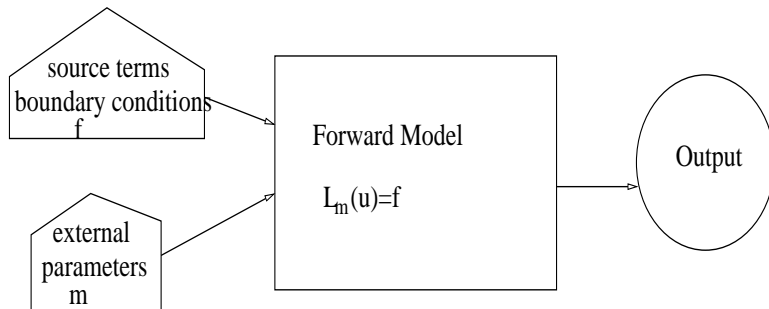 source terms
boundary conditions
f
external
parameters
m
Forward Model
Lm(u)=f
Output